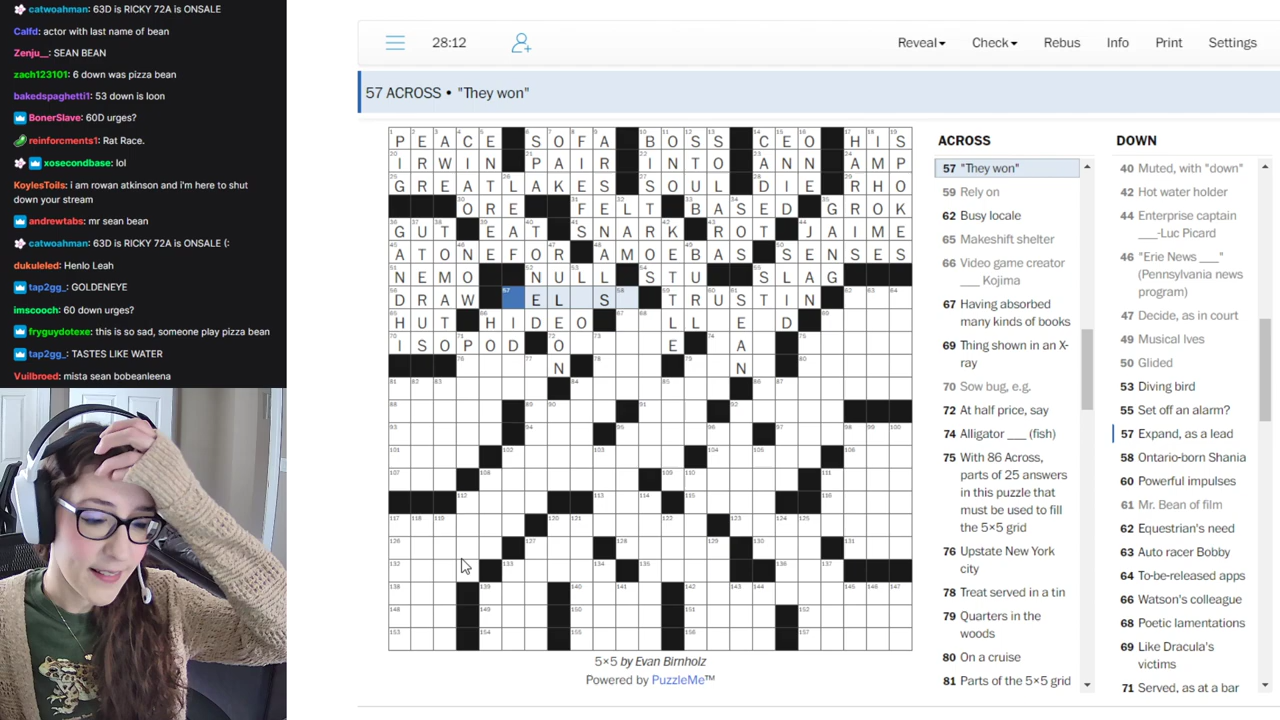 catwoahman: 63D is RICKY 72A is ONSALE
Calfd: actor with last name of bean
Zenju__: SEAN BEAN
zach123101: 6 down was pizza bean
bakedspaghetti1: 53 down is loon
BonerSlave: 60D urges?
reinforcments1: Rat Race.
xosecondbase: lol
KoylesToils: i am rowan atkinson and i'm here to shut
down your stream
andrewtabs: mr sean bean
catwoahman: 63D is RICKY 72A is ONSALE (:
dukuleled: Henlo Leah
tap2gg_: GOLDENEYE
imscooch: 60 down urges?
fryguydotexe: this is so sad, someone play pizza bean
tap2gg_: TASTES LIKE WATER
Vuilbroed: mista sean bobeanleena
28:12
Reveal
Check
Rebus
Info
Print
Settings
57 ACROSS • "They won"
P E A C E S O F A B O S S C E O H I S
I R W I N P A I R I N T O A N N A M P
G R E A T L A K E S S O U L D I E R H O
O R E F E L T B A S E D G R O K
G U T E A T S N A R K R O T J A I M E
A T O N E F O R A M O E B A S S E N S E S
N E M O N U L L S T U S L A G
D R A W E L S T R U S T I N
H U T H I D E O L L E D
I S O P O D O E A
N N
5×5 by Evan Birnholz
Powered by PuzzleMe™
ACROSS
57 "They won"
59 Rely on
62 Busy locale
65 Makeshift shelter
66 Video game creator
___ Kojima
67 Having absorbed
many kinds of books
69 Thing shown in an X-
ray
70 Sow bug, e.g.
72 At half price, say
74 Alligator ___ (fish)
75 With 86 Across,
parts of 25 answers
in this puzzle that
must be used to fill
the 5×5 grid
76 Upstate New York
city
78 Treat served in a tin
79 Quarters in the
woods
80 On a cruise
81 Parts of the 5×5 grid
DOWN
40 Muted, with "down"
42 Hot water holder
44 Enterprise captain
___-Luc Picard
46 "Erie News ___"
(Pennsylvania news
program)
47 Decide, as in court
49 Musical lves
50 Glided
53 Diving bird
55 Set off an alarm?
57 Expand, as a lead
58 Ontario-born Shania
60 Powerful impulses
61 Mr. Bean of film
62 Equestrian's need
63 Auto racer Bobby
64 To-be-released apps
66 Watson's colleague
68 Poetic lamentations
69 Like Dracula's
victims
71 Served, as at a bar